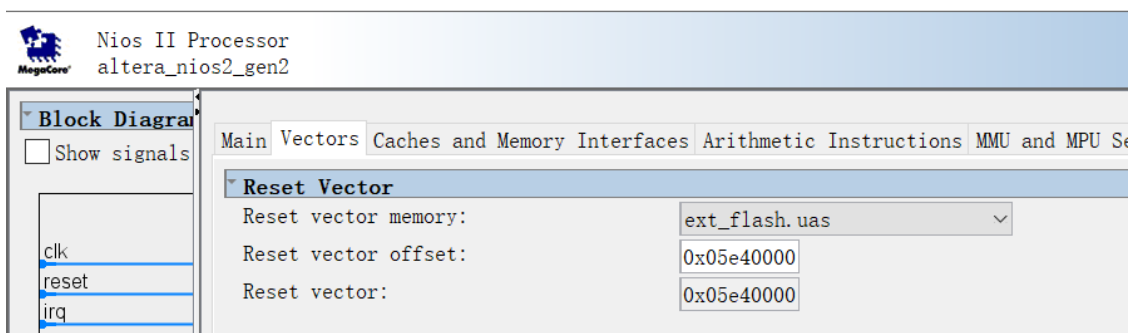 Nios II Processor
MegaCore®
altera_nios2_gen2
Block Diagra
Show signals
clk
reset
irq
Main Vectors Caches and Memory Interfaces Arithmetic Instructions MMU and MPU Se
Reset Vector
Reset vector memory: ext_flash.uas
Reset vector offset: 0x05e40000
Reset vector: 0x05e40000